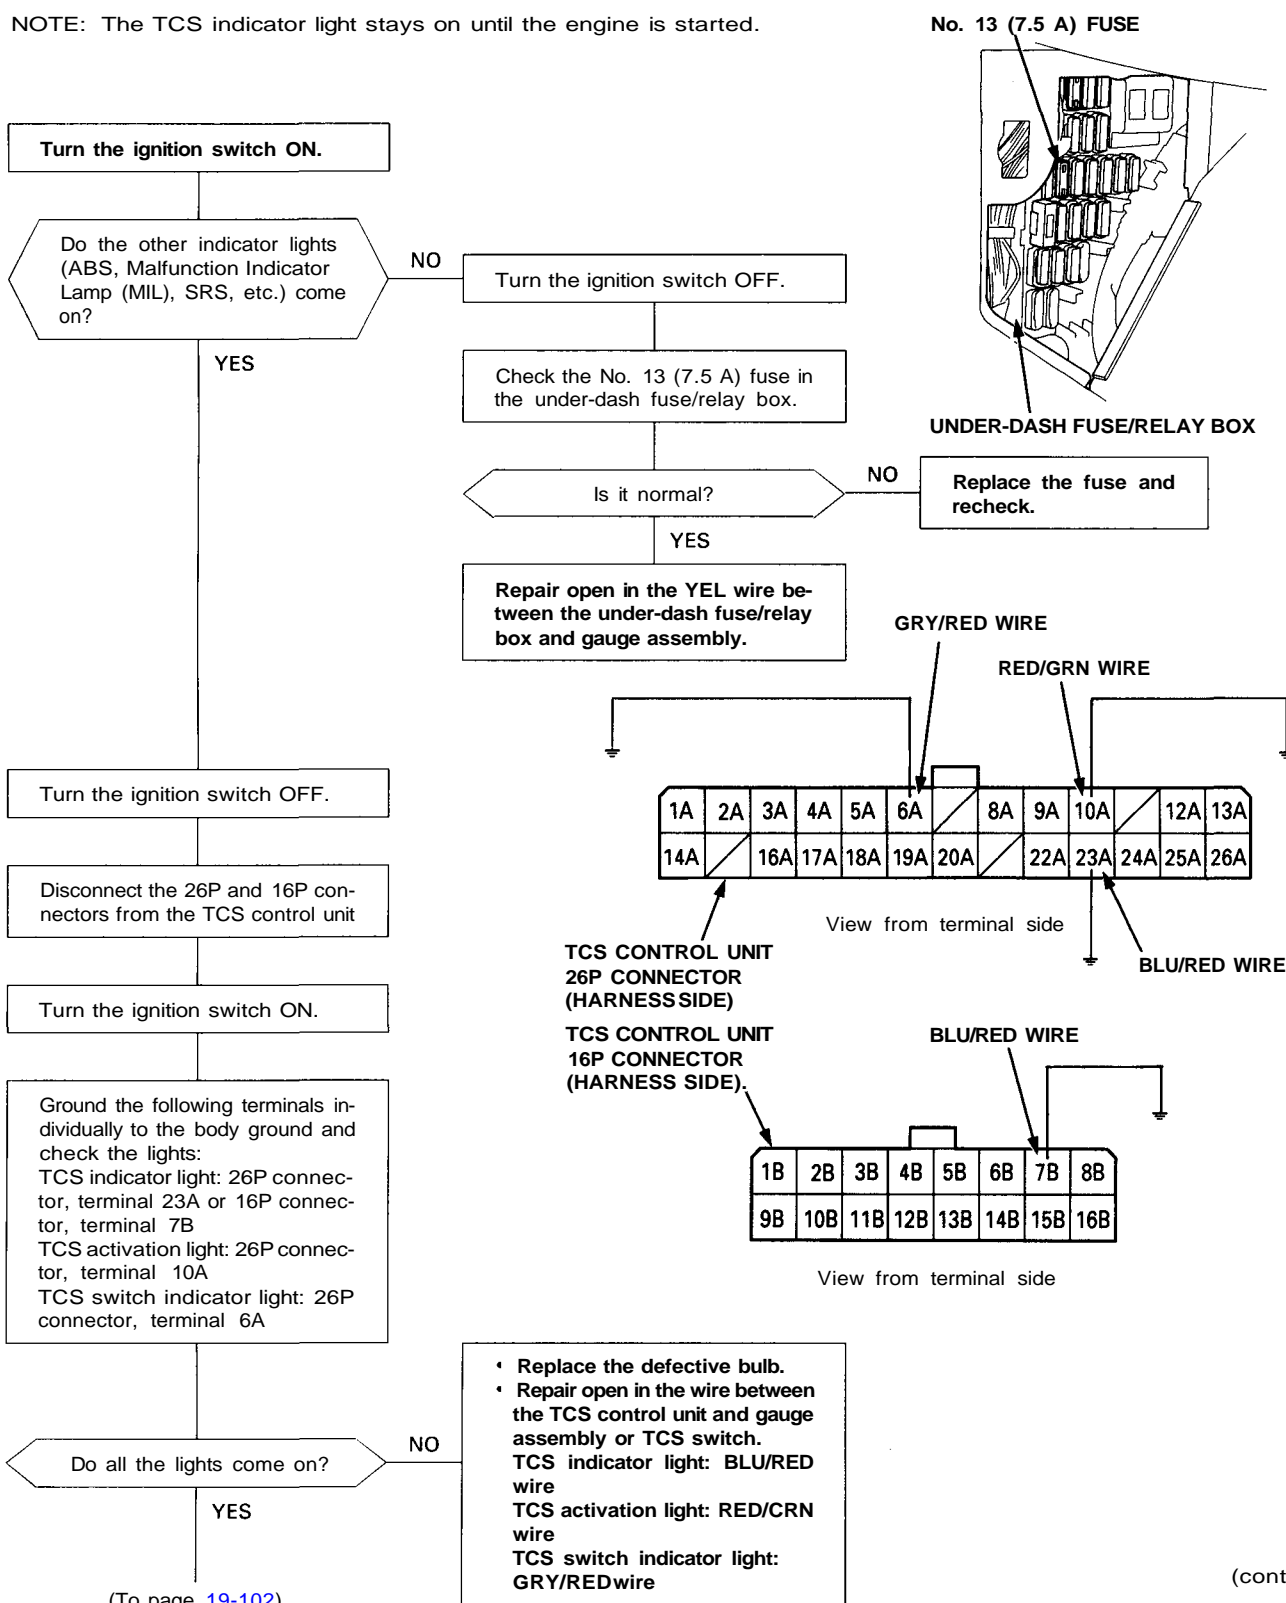 NOTE: The TCS indicator light stays on until the engine is started.
No. 13 (7.5 A) FUSE
Turn the ignition switch ON.
Do the other indicator lights
(ABS, Malfunction Indicator
Lamp (MIL), SRS, etc.) come
on?
NO
Turn the ignition switch OFF.
YES
Check the No. 13 (7.5 A) fuse in
the under-dash fuse/relay box.
UNDER-DASH FUSE/RELAY BOX
Is it normal?
NO
Replace the fuse and
recheck.
YES
Repair open in the YEL wire be-
tween the under-dash fuse/relay
box and gauge assembly.
GRY/RED WIRE
RED/GRN WIRE
Turn the ignition switch OFF.
1A 2A 3A 4A 5A 6A 8A 9A 10A 12A 13A
14A 16A 17A 18A 19A 20A 22A 23A 24A 25A 26A
Disconnect the 26P and 16P con-
nectors from the TCS control unit
View from terminal side
TCS CONTROL UNIT
26P CONNECTOR
(HARNESS SIDE)
BLU/RED WIRE
Turn the ignition switch ON.
TCS CONTROL UNIT
16P CONNECTOR
(HARNESS SIDE).
BLU/RED WIRE
Ground the following terminals in-
dividually to the body ground and
check the lights:
TCS indicator light: 26P connec-
tor, terminal 23A or 16P connec-
tor, terminal 7B
TCS activation light: 26P connec-
tor, terminal 10A
TCS switch indicator light: 26P
connector, terminal 6A
1B 2B 3B 4B 5B 6B 7B 8B
9B 10B 11B 12B 13B 14B 15B 16B
View from terminal side
Do all the lights come on?
NO
• Replace the defective bulb.
• Repair open in the wire between
the TCS control unit and gauge
assembly or TCS switch.
TCS indicator light: BLU/RED
wire
TCS activation light: RED/CRN
wire
TCS switch indicator light:
GRY/RED wire
YES
(To page 19-102)
(cont